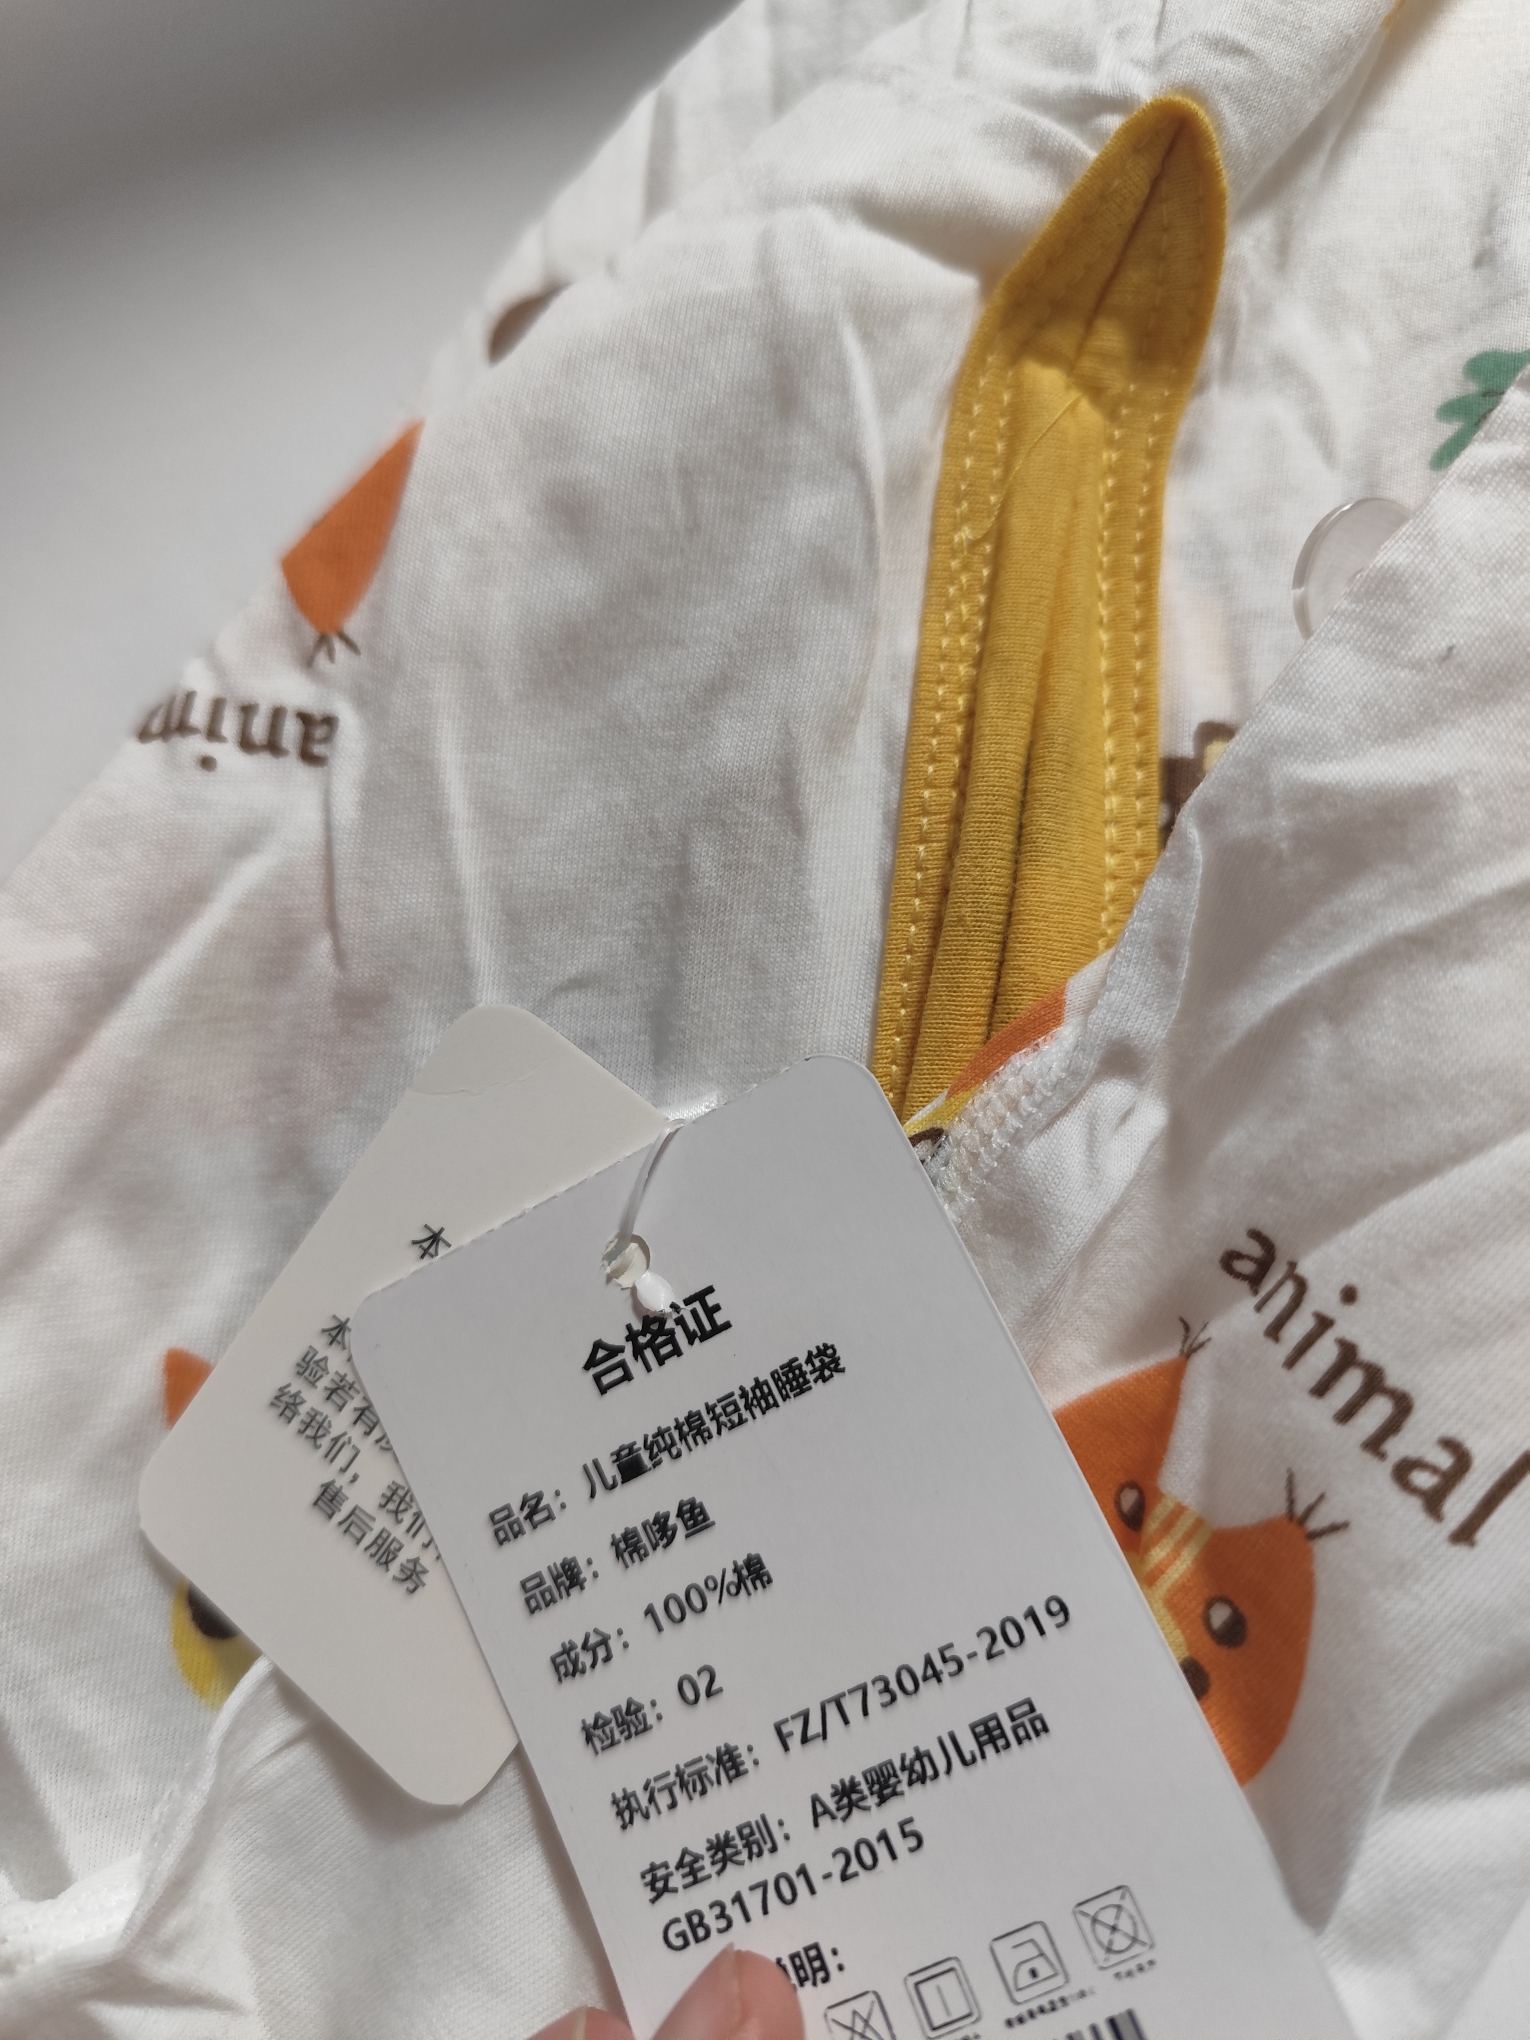 anim
animal
本
本
验若有
络我们，我们
售后服务
合格证
品名：儿童纯棉短袖睡袋
品牌：棉哆鱼
成分：100%棉
检验：02
执行标准：FZ/T73045-2019
安全类别：A类婴幼儿用品
GB31701-2015
明：